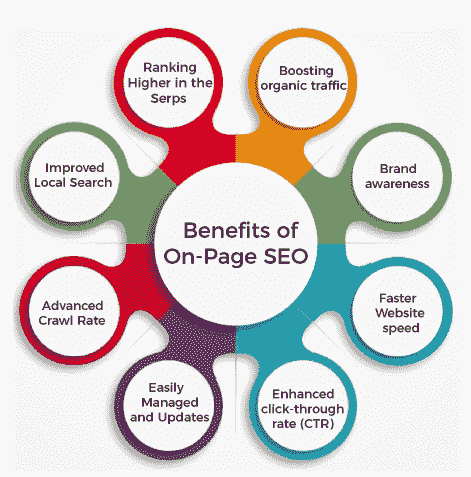 Benefits of
On-Page SEO
Ranking
Higher in the
Serps
Boosting
organic traffic
Brand
awareness
Faster
Website
speed
Enhanced
click-through
rate (CTR)
Easily
Managed
and Updates
Advanced
Crawl Rate
Improved
Local Search